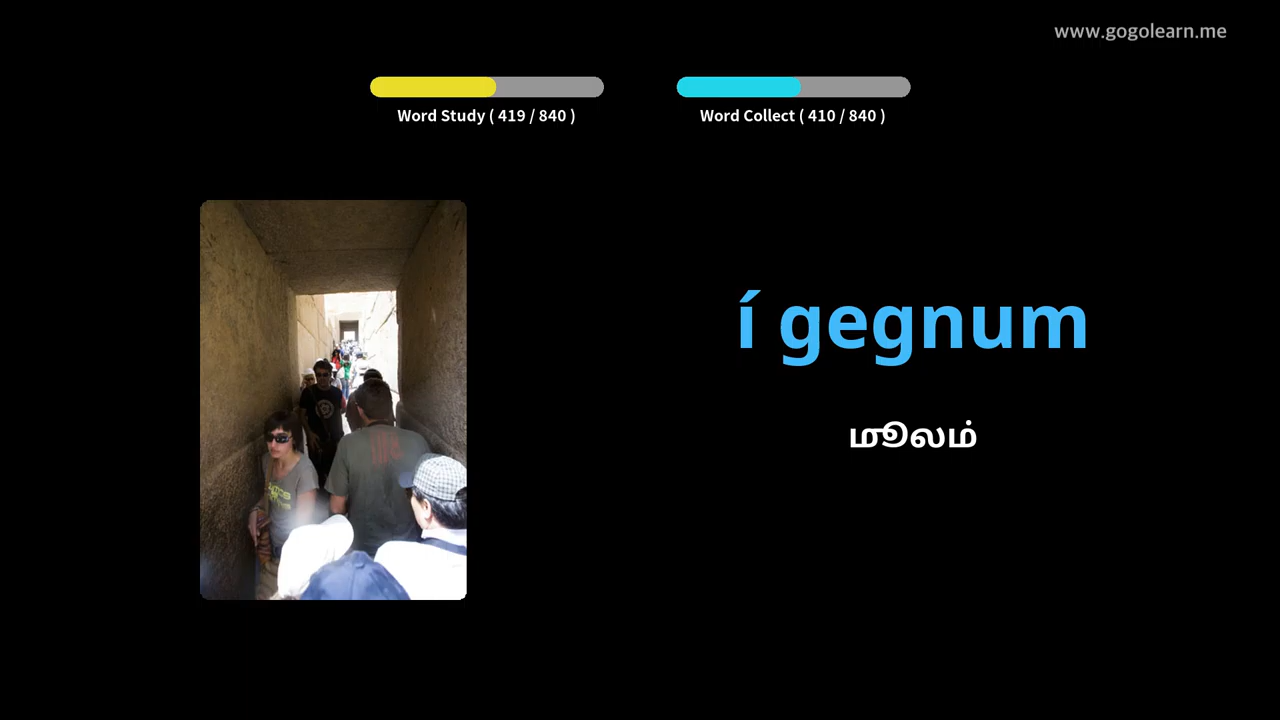 www.gogolearn.me
Word Study ( 419 / 840 )
Word Collect ( 410 / 840 )
í gegnum
மூலம்